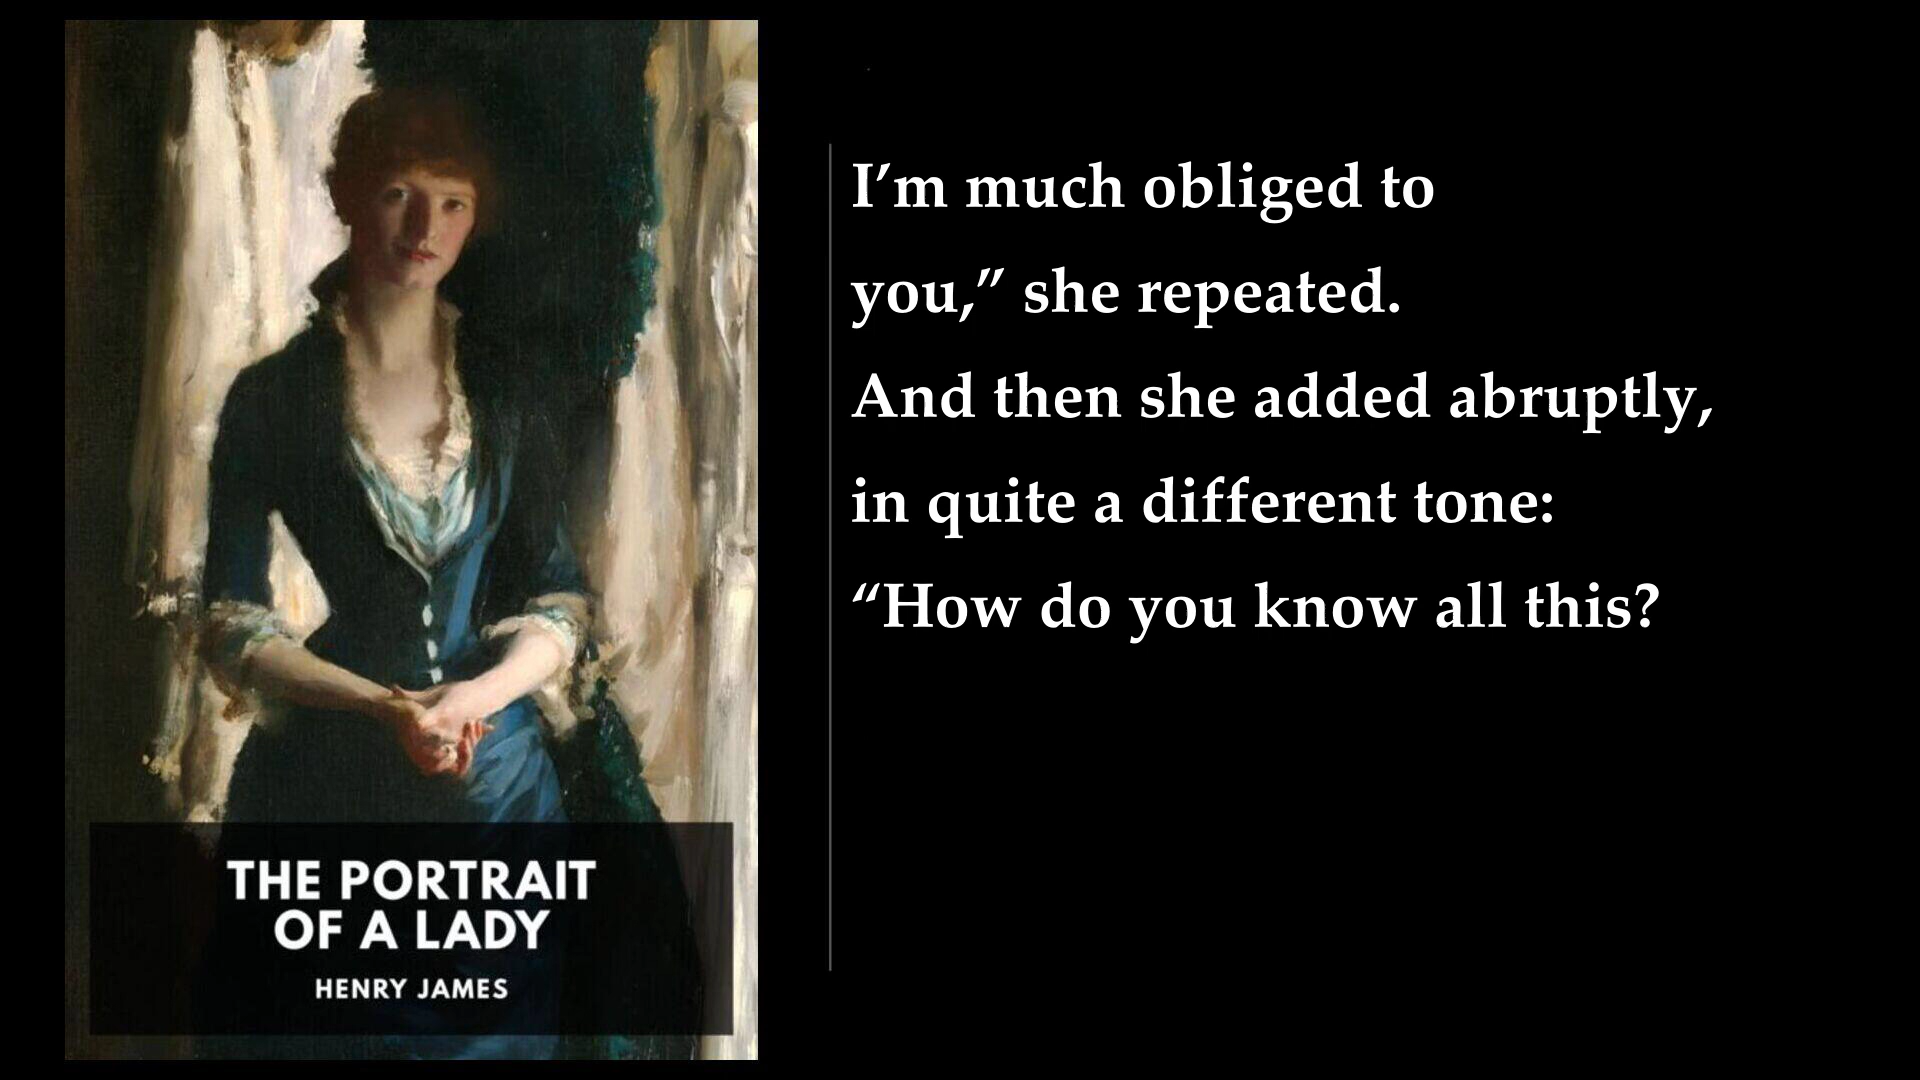 THE PORTRAIT
OF A LADY
HENRY JAMES
I’m much obliged to
you,” she repeated.
And then she added abruptly,
in quite a different tone:
“How do you know all this?